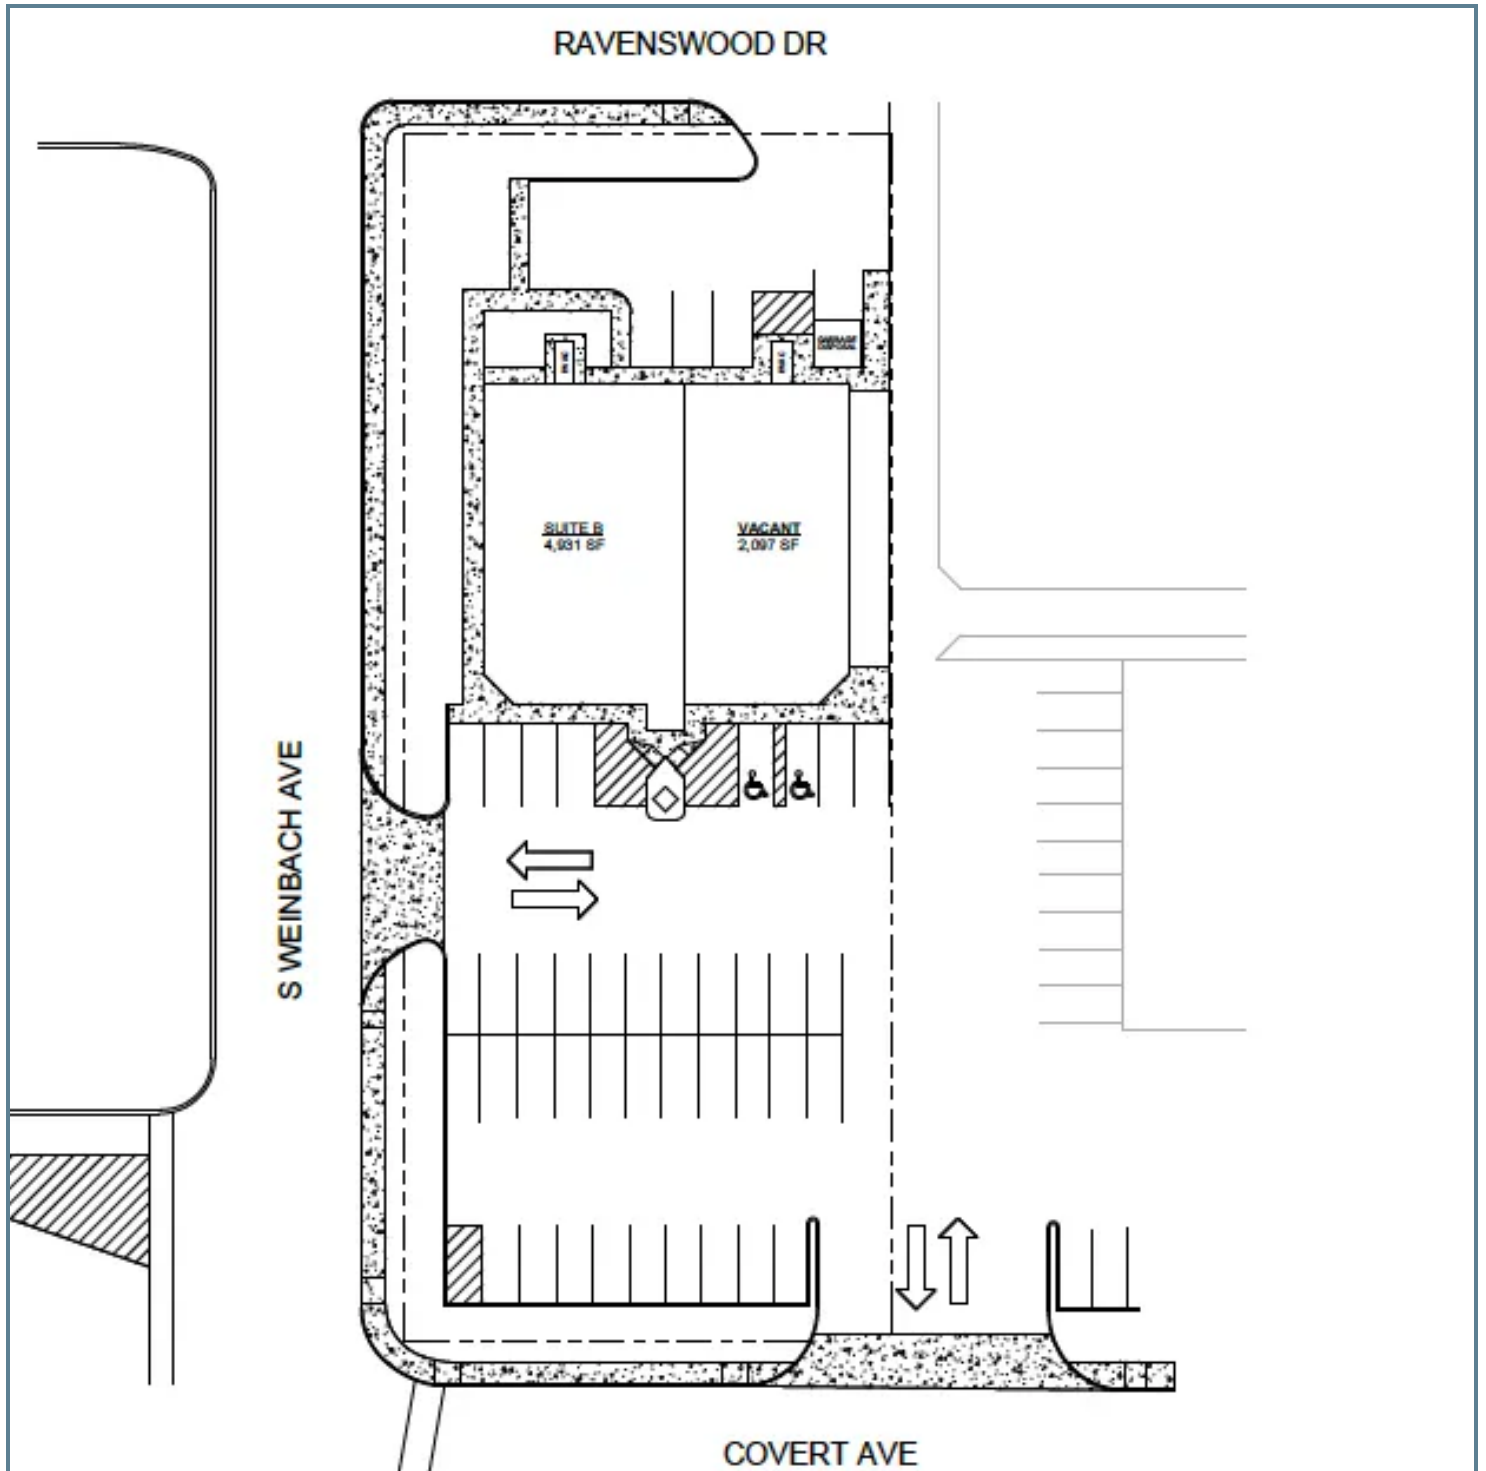 RAVENSWOOD DR
SUITE B
4,931 SF
VACANT
2,097 SF
S WEINBACH AVE
COVERT AVE